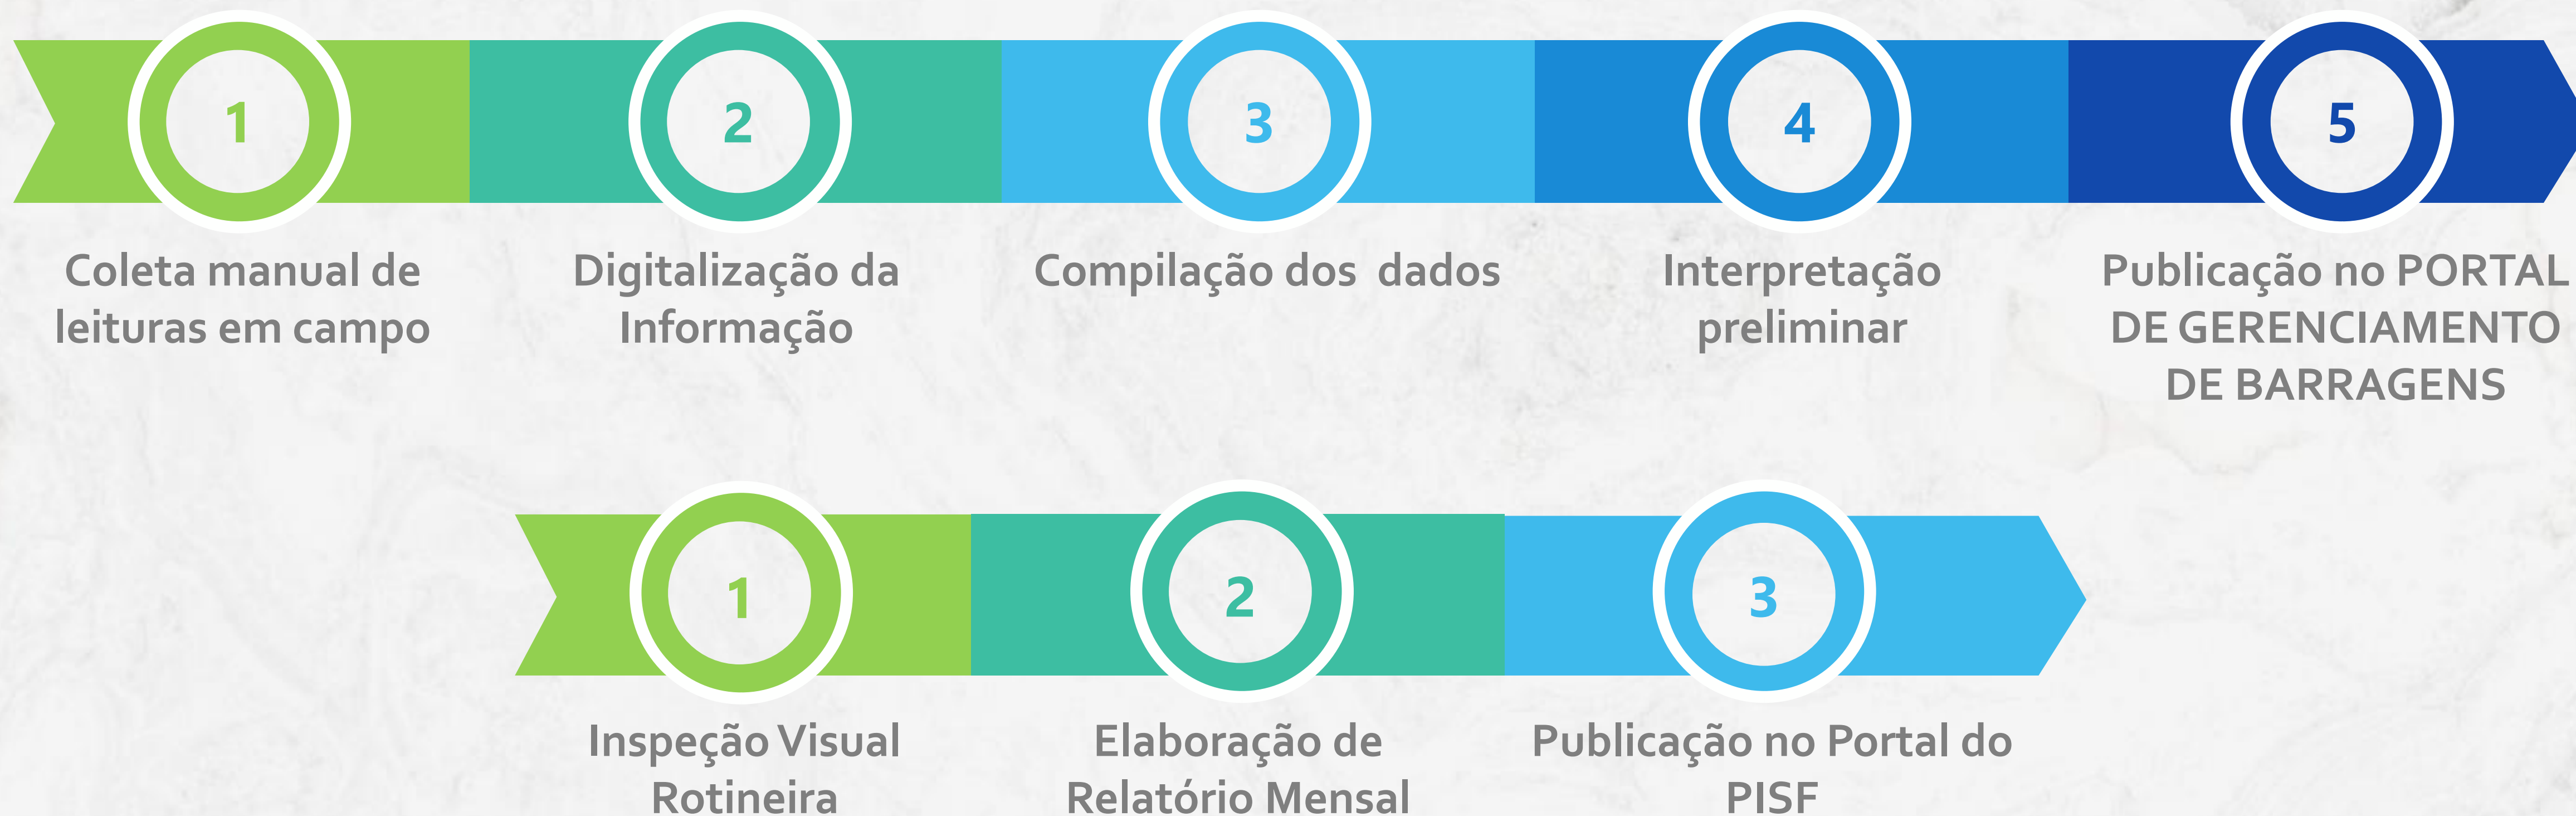 1
2
3
4
5
Coleta manual de
leituras em campo
Digitalização da
Informação
Compilação dos dados
Interpretação
preliminar
Publicação no PORTAL
DE GERENCIAMENTO
DE BARRAGENS
1
2
3
Inspeção Visual
Rotineira
Elaboração de
Relatório Mensal
Publicação no Portal do
PISF